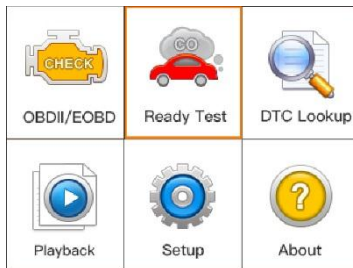 CHECK
CO
OBDII/EOBD
Ready Test
DTC Lookup
?
Playback
Setup
About